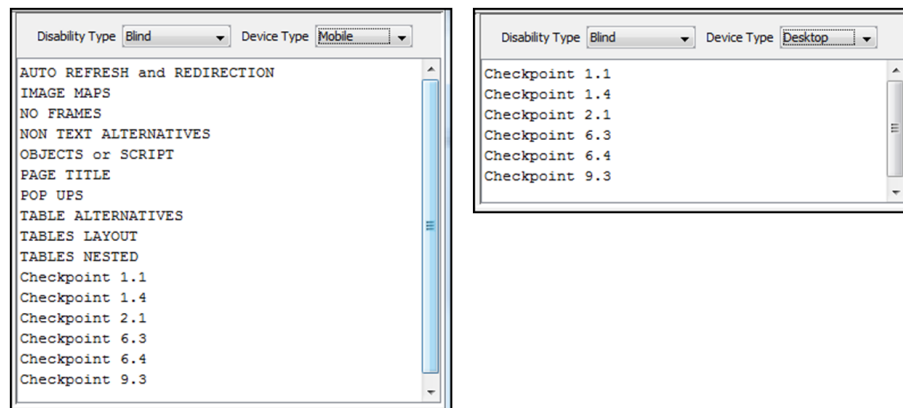 Disability Type Blind Device Type Mobile
AUTO REFRESH and REDIRECTION
IMAGE MAPS
NO FRAMES
NON TEXT ALTERNATIVES
OBJECTS or SCRIPT
PAGE TITLE
POP UPS
TABLE ALTERNATIVES
TABLES LAYOUT
TABLES NESTED
Checkpoint 1.1
Checkpoint 1.4
Checkpoint 2.1
Checkpoint 6.3
Checkpoint 6.4
Checkpoint 9.3
Disability Type Blind Device Type Desktop
Checkpoint 1.1
Checkpoint 1.4
Checkpoint 2.1
Checkpoint 6.3
Checkpoint 6.4
Checkpoint 9.3